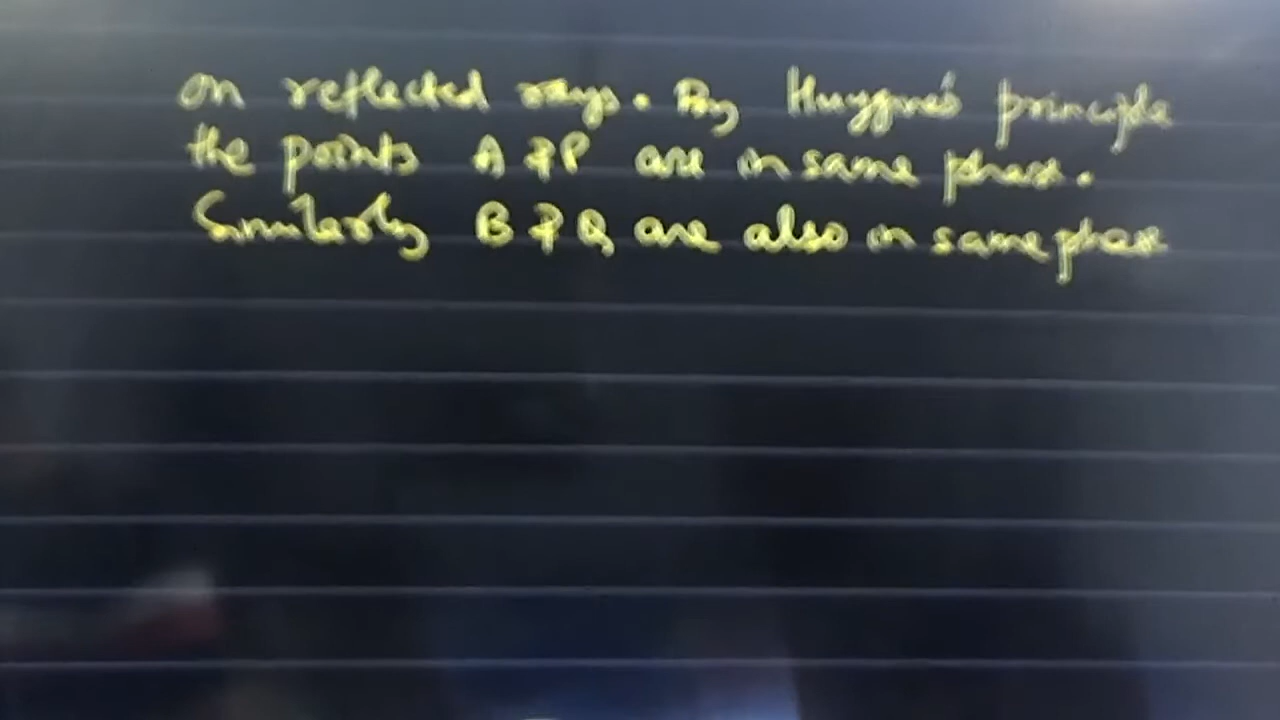 on reflected rays. By Huygne's principle
the points A & P are in same phase.
Similarly B & Q are also in same phase